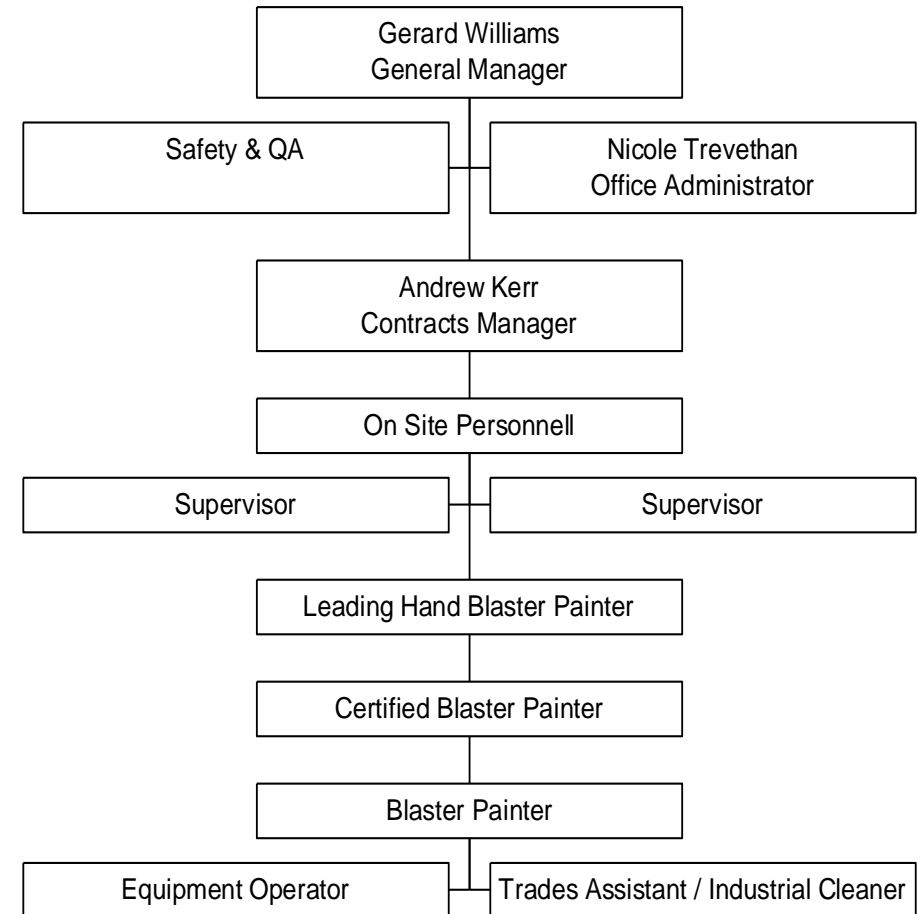 Gerard Williams
General Manager
Safety & QA
Nicole Trevethan
Office Administrator
Andrew Kerr
Contracts Manager
On Site Personnell
Supervisor
Supervisor
Leading Hand Blaster Painter
Certified Blaster Painter
Blaster Painter
Equipment Operator
Trades Assistant / Industrial Cleaner